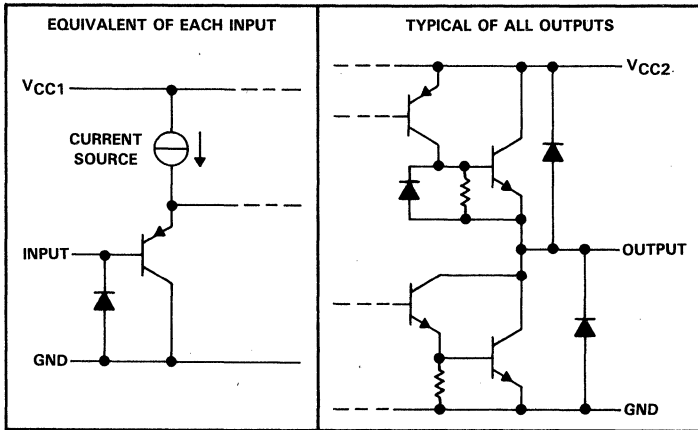 EQUIVALENT OF EACH INPUT
VCC1
CURRENT
SOURCE
INPUT
GND
TYPICAL OF ALL OUTPUTS
VCC2
OUTPUT
GND